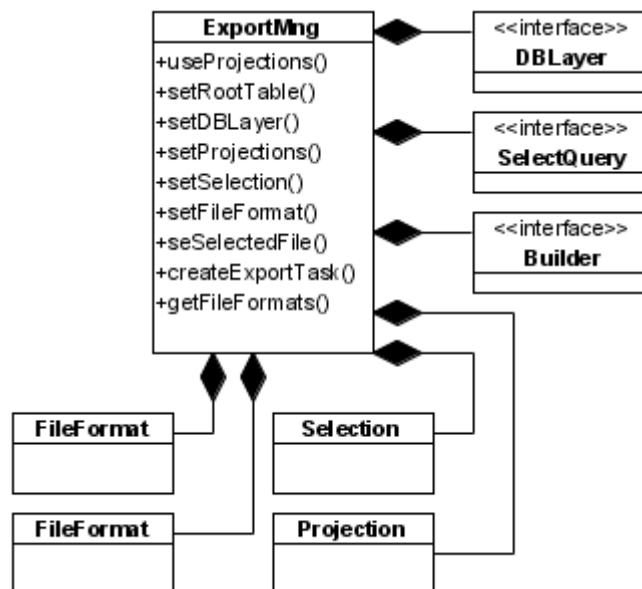 ExportMng
+useProjections()
+setRootTable()
+setDBLayer()
+setProjections()
+setSelection()
+setFileFormat()
+seSelectedFile()
+createExportTask()
+getFileFormats()
<<interface>>
DBLayer
<<interface>>
SelectQuery
<<interface>>
Builder
FileFormat
Selection
FileFormat
Projection